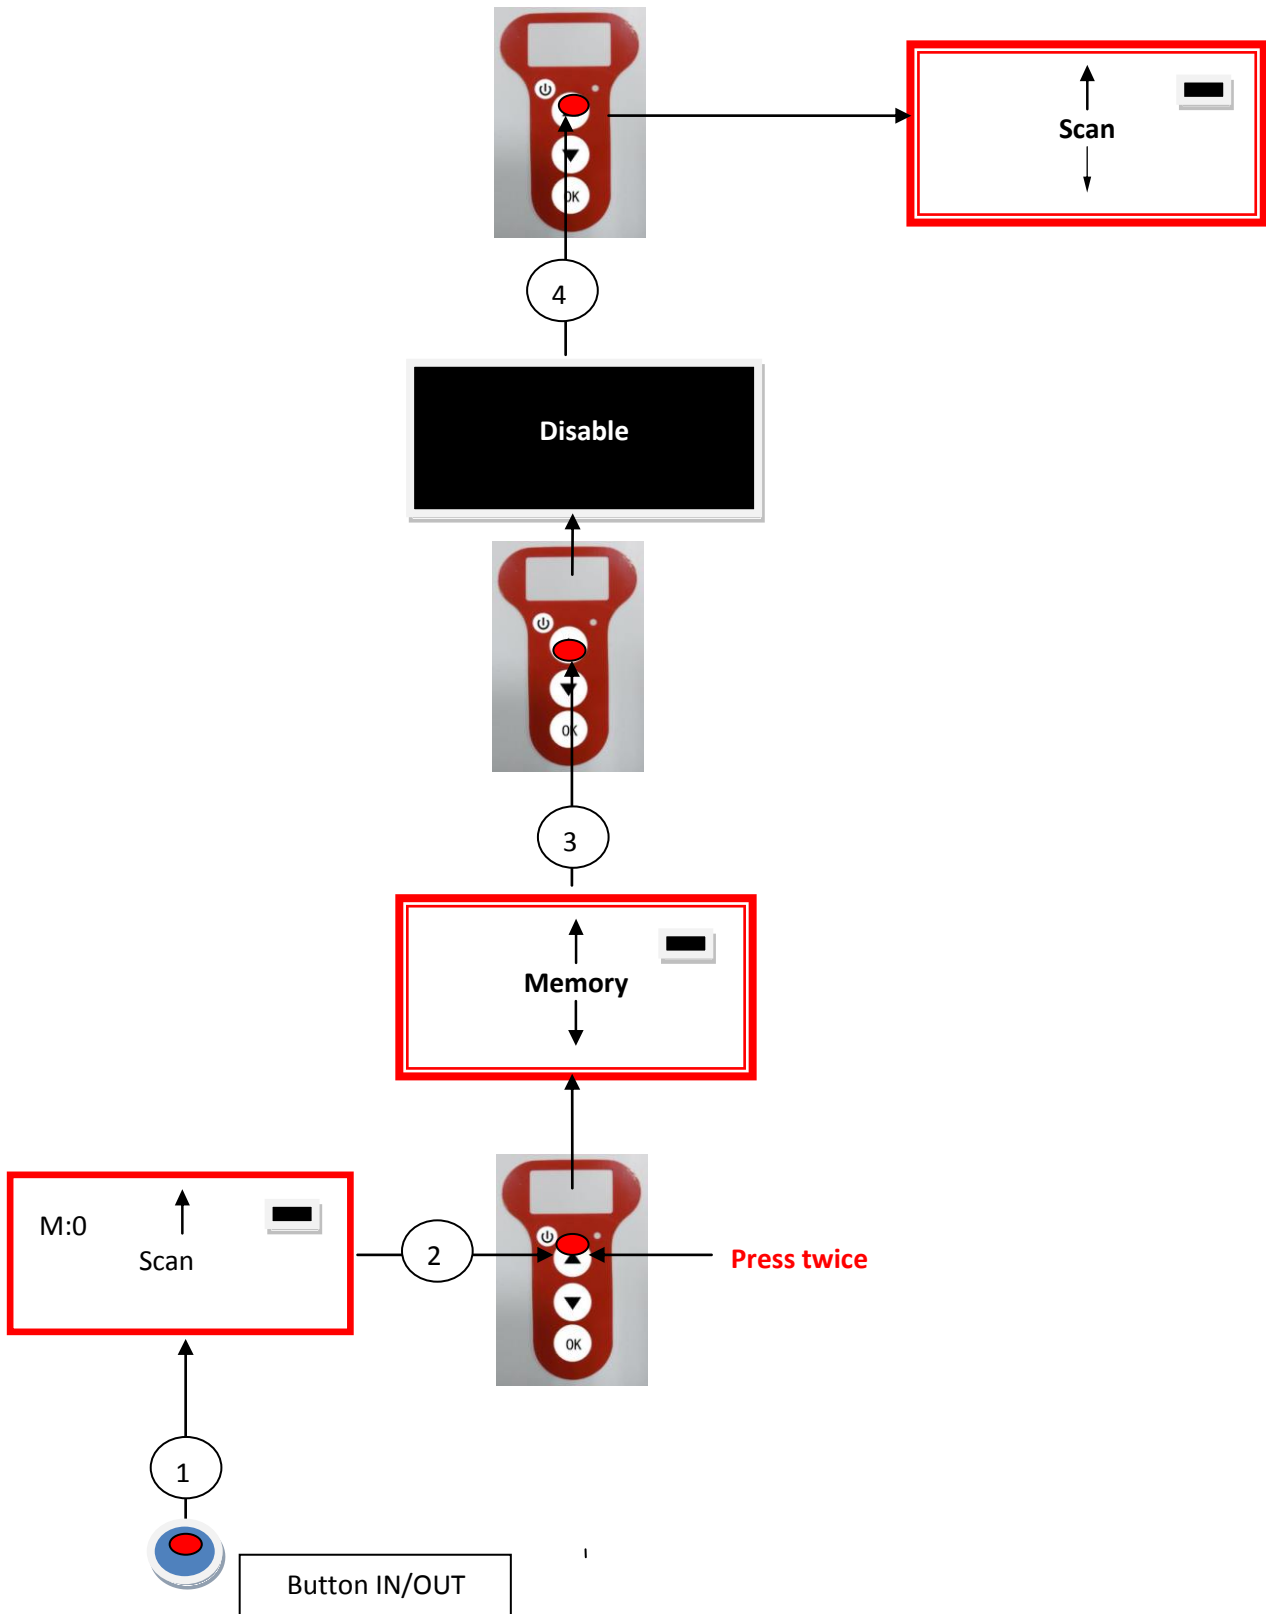 Scan
OK
4
Disable
OK
3
Memory
M:0
Scan
2
Press twice
OK
1
Button IN/OUT